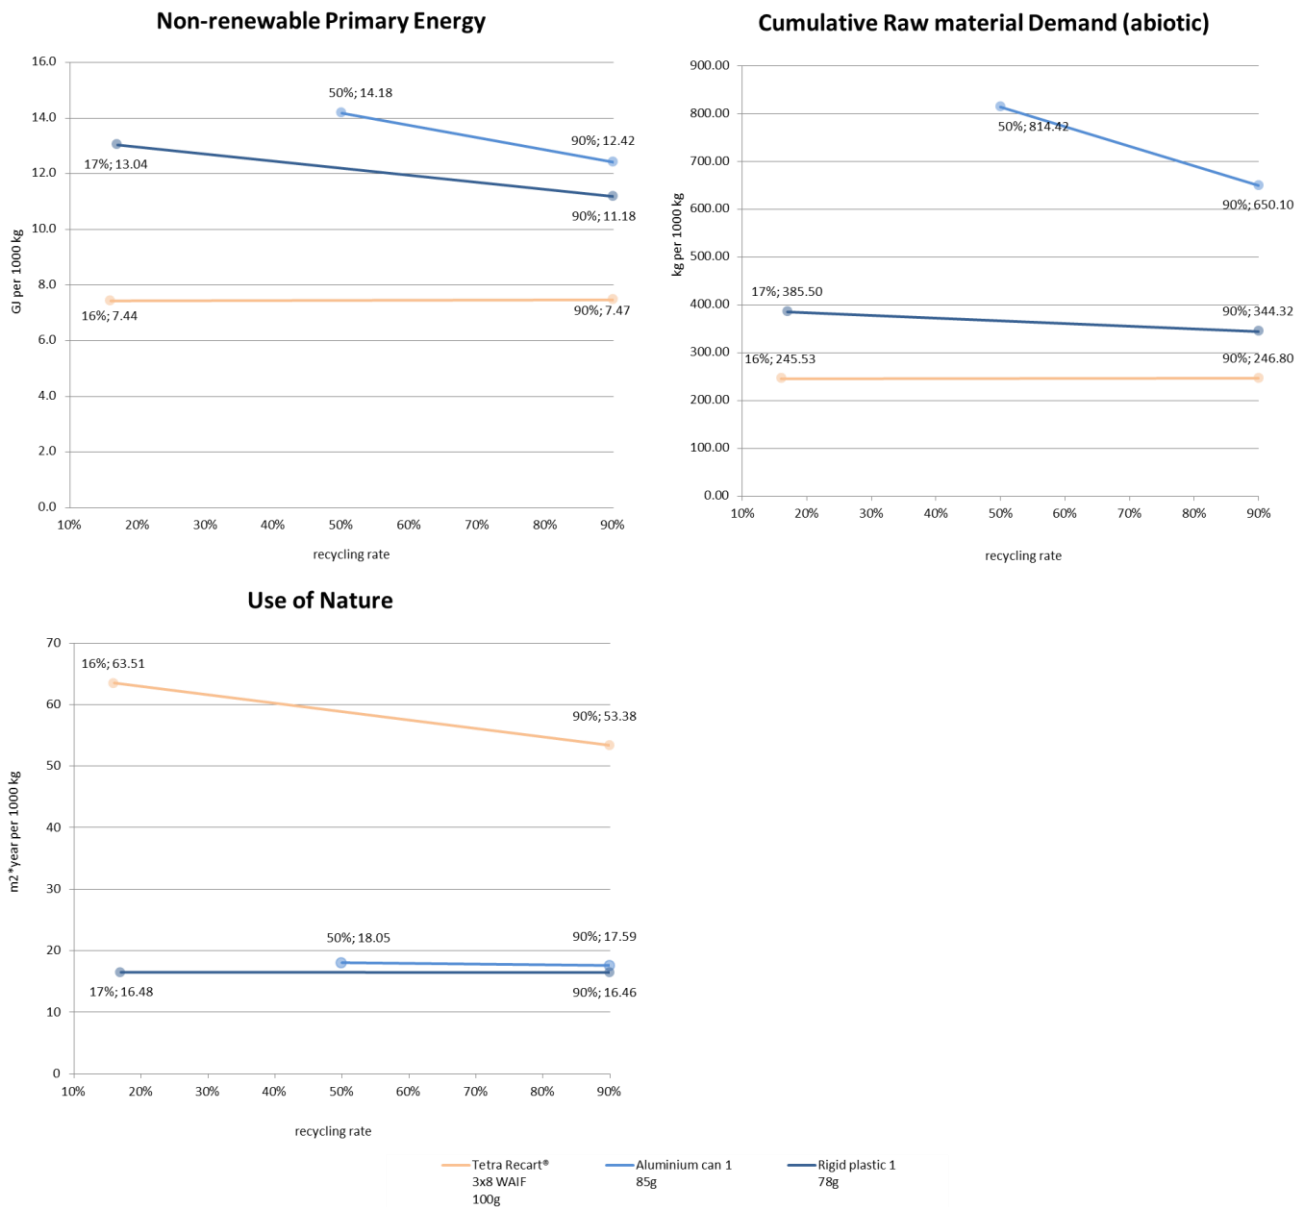 Non-renewable Primary Energy
16.0
14.0
12.0
10.0
8.0
6.0
4.0
2.0
0.0
GJ per 1000 kg
50%; 14.18
90%; 12.42
17%; 13.04
90%; 11.18
16%; 7.44
90%; 7.47
10% 20% 30% 40% 50% 60% 70% 80% 90%
recycling rate
Cumulative Raw material Demand (abiotic)
900.00
800.00
700.00
600.00
500.00
400.00
300.00
200.00
100.00
0.00
kg per 1000 kg
50%; 814.42
90%; 650.10
17%; 385.50
90%; 344.32
16%; 245.53
90%; 246.80
10% 20% 30% 40% 50% 60% 70% 80% 90%
recycling rate
Use of Nature
70
60
50
40
30
20
10
0
m2*year per 1000 kg
16%; 63.51
90%; 53.38
50%; 18.05
90%; 17.59
17%; 16.48
90%; 16.46
10% 20% 30% 40% 50% 60% 70% 80% 90%
recycling rate
Tetra Recart®
3x8 WAIF
100g
Aluminium can 1
85g
Rigid plastic 1
78g